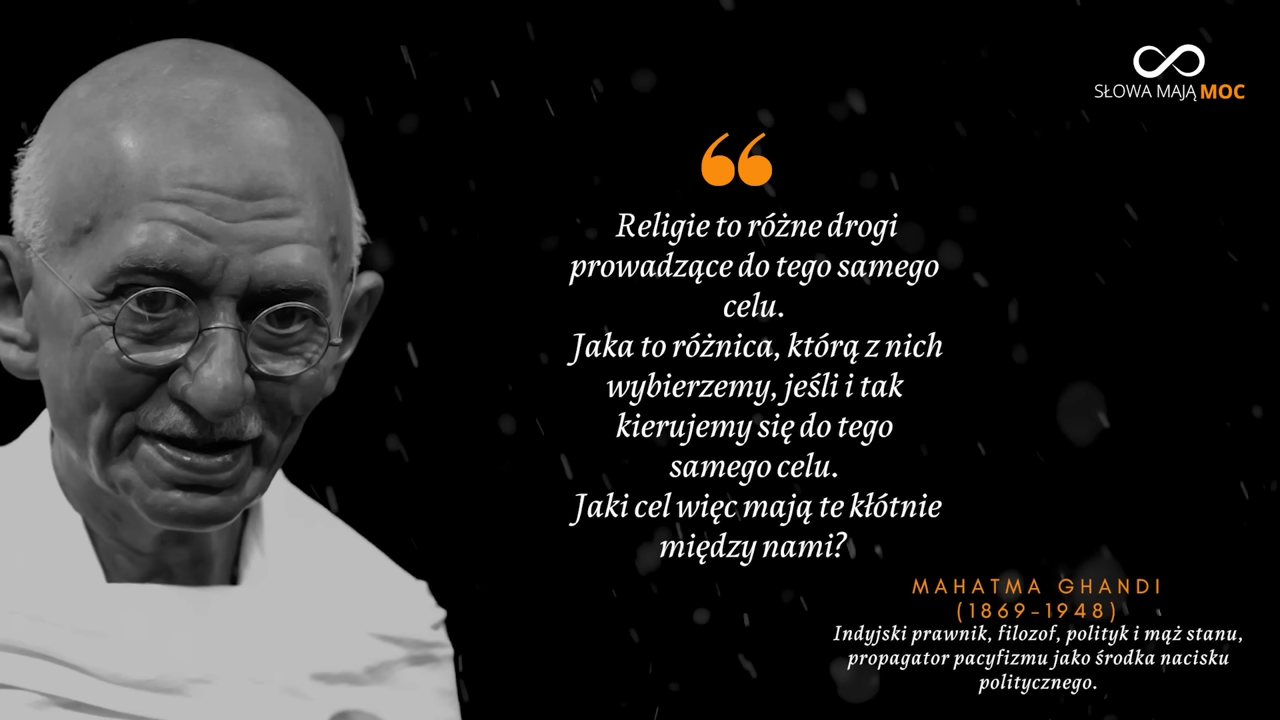 SŁOWA MAJĄ MOC
Religie to różne drogi
prowadzące do tego samego
celu.
Jaka to różnica, którą z nich
wybierzemy, jeśli i tak
kierujemy się do tego
samego celu.
Jaki cel więc mają te kłótnie
między nami?
MAHATMA GHANDI
(1869-1948)
Indyjski prawnik, filozof, polityk i mąż stanu,
propagator pacyfizmu jako środka nacisku
politycznego.